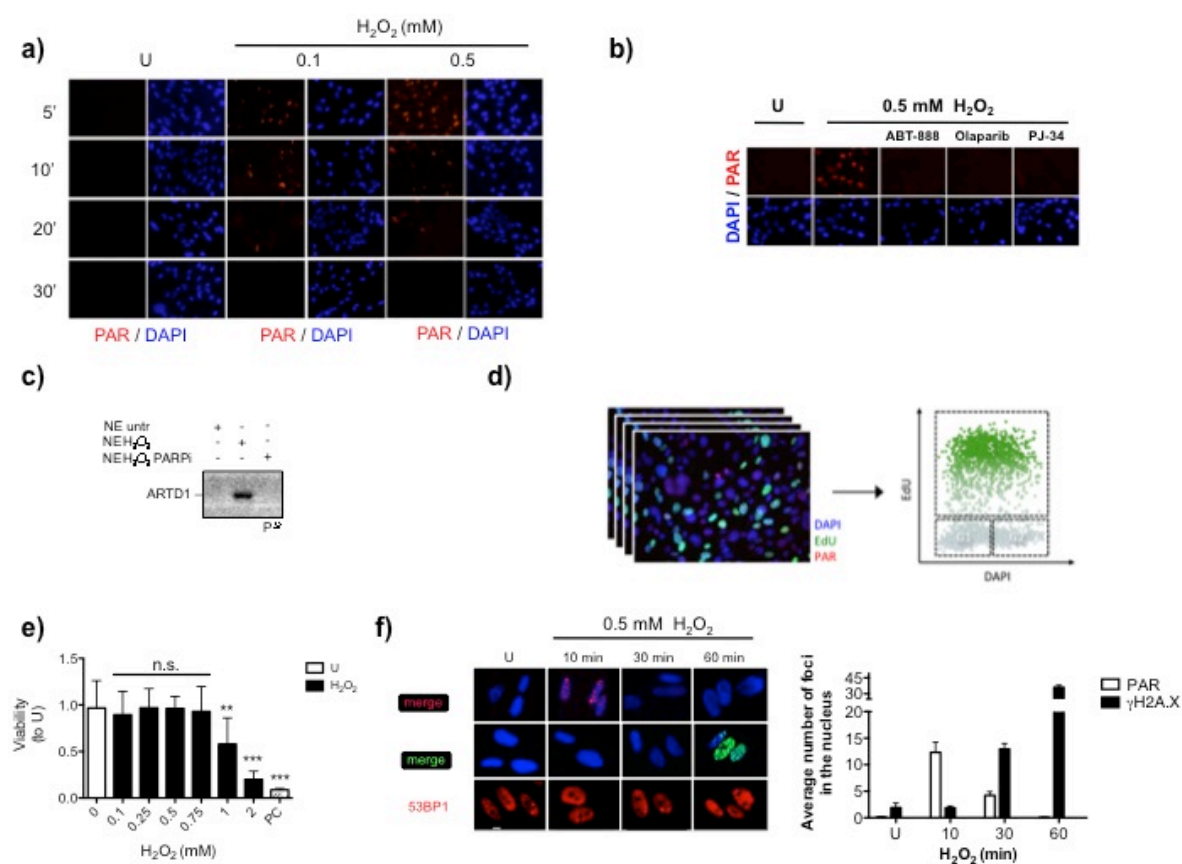 a)
H₂O₂ (mM)
U 0.1 0.5
5'
10'
20'
30'
PAR / DAPI PAR / DAPI PAR / DAPI
b)
U 0.5 mM H₂O₂
ABT-888 Olaparib PJ-34
DAPI / PAR
c)
NE untr + - -
NEH₂O₂ - + -
NEH₂O₂ PARPi - - +
ARTD1
d)
DAPI
EdU
PAR
EdU
DAPI
e)
n.s.
U
H₂O₂
Viability
(to U)
1.5
1.0
0.5
0.0
** *** ***
0 0.1 0.25 0.5 0.75 1 2 PC
H₂O₂ (mM)
f)
0.5 mM H₂O₂
U 10 min 30 min 60 min
merge
merge
53BP1
Average number of foci
in the nucleus
45
30
15
20
15
10
5
0
PAR
γH2A.X
U 10 30 60
H₂O₂ (min)